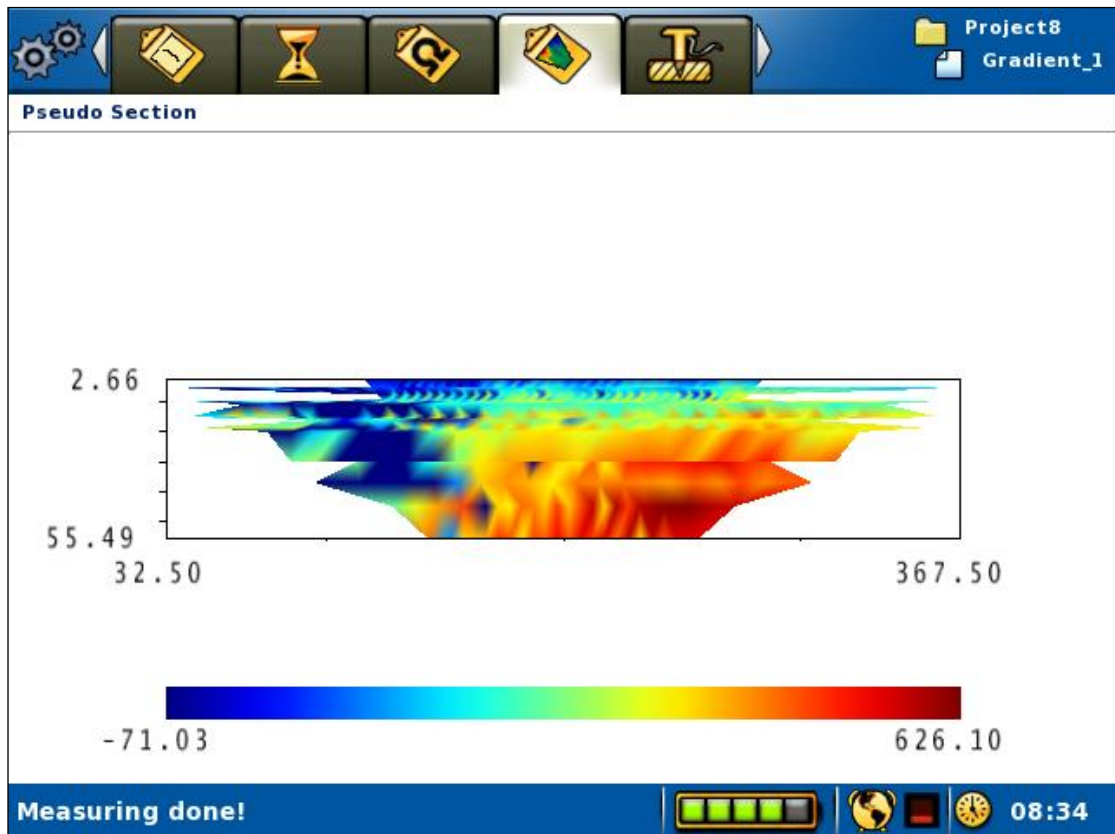 Project8
Gradient_1
Pseudo Section
2.66
55.49
32.50
367.50
-71.03
626.10
Measuring done!
08:34